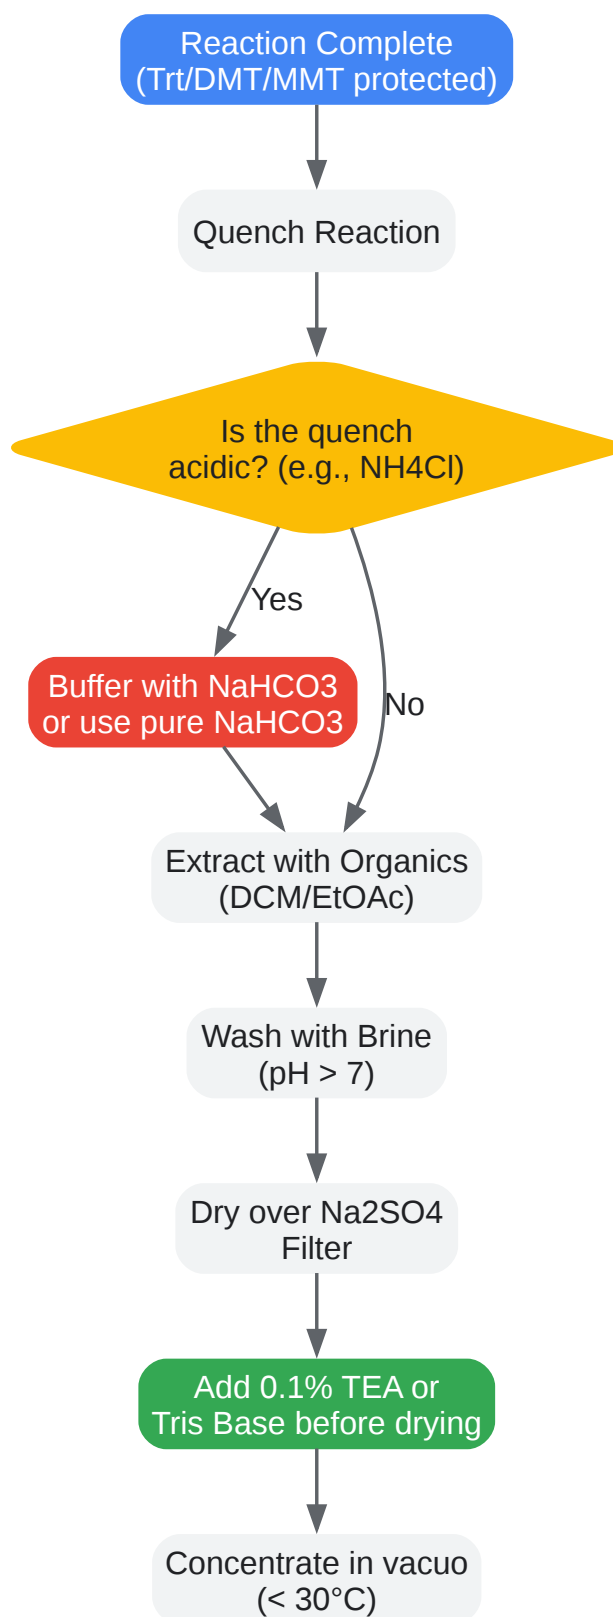 Reaction Complete
(Trt/DMT/MMT protected)
Quench Reaction
Is the quench
acidic? (e.g., NH4Cl)
Yes
Buffer with NaHCO3
or use pure NaHCO3
No
Extract with Organics
(DCM/EtOAc)
Wash with Brine
(pH > 7)
Dry over Na2SO4
Filter
Add 0.1% TEA or
Tris Base before drying
Concentrate in vacuo
(< 30°C)